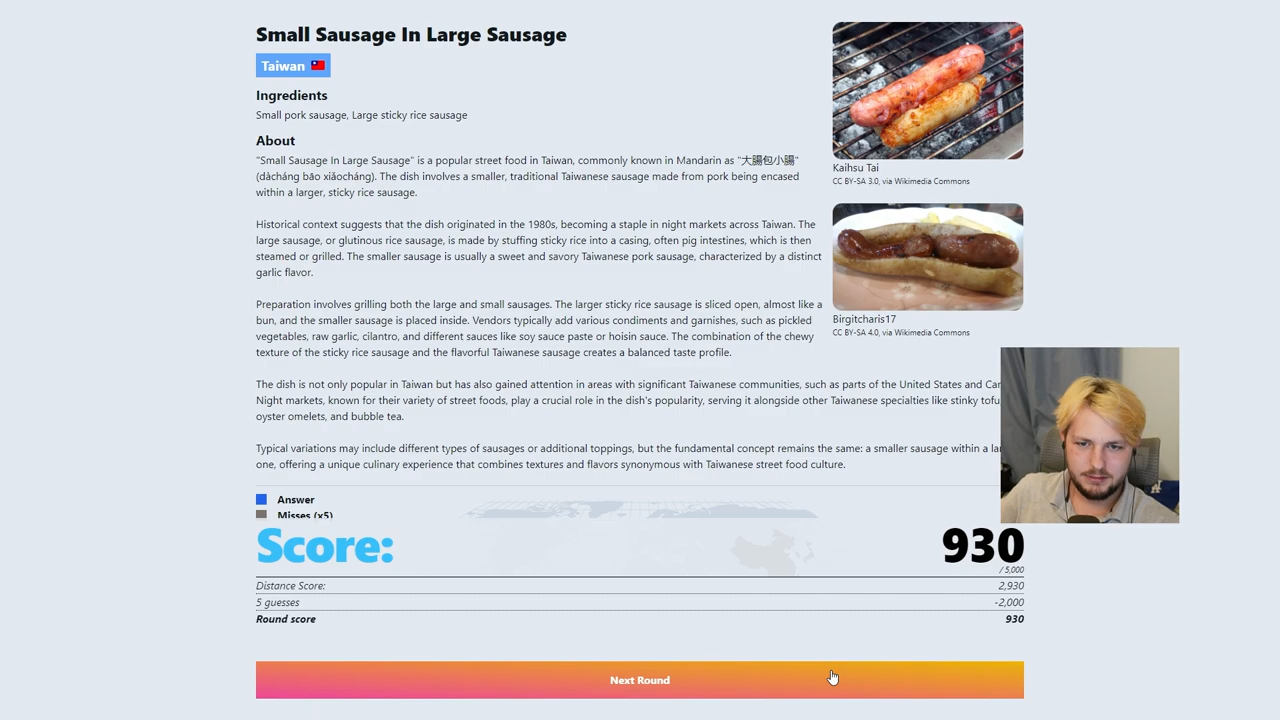 Small Sausage In Large Sausage
Taiwan
Ingredients
Small pork sausage, Large sticky rice sausage
About
"Small Sausage In Large Sausage" is a popular street food in Taiwan, commonly known in Mandarin as "大腸包小腸"
(dàcháng bāo xiǎocháng). The dish involves a smaller, traditional Taiwanese sausage made from pork being encased
within a larger, sticky rice sausage.
Historical context suggests that the dish originated in the 1980s, becoming a staple in night markets across Taiwan. The
large sausage, or glutinous rice sausage, is made by stuffing sticky rice into a casing, often pig intestines, which is then
steamed or grilled. The smaller sausage is usually a sweet and savory Taiwanese pork sausage, characterized by a distinct
garlic flavor.
Preparation involves grilling both the large and small sausages. The larger sticky rice sausage is sliced open, almost like a
bun, and the smaller sausage is placed inside. Vendors typically add various condiments and garnishes, such as pickled
vegetables, raw garlic, cilantro, and different sauces like soy sauce paste or hoisin sauce. The combination of the chewy
texture of the sticky rice sausage and the flavorful Taiwanese sausage creates a balanced taste profile.
The dish is not only popular in Taiwan but has also gained attention in areas with significant Taiwanese communities, such as parts of the United States and
Night markets, known for their variety of street foods, play a crucial role in the dish's popularity, serving it alongside other Taiwanese specialties like stinky
oyster omelets, and bubble tea.
Typical variations may include different types of sausages or additional toppings, but the fundamental concept remains the same: a smaller sausage within a
one, offering a unique culinary experience that combines textures and flavors synonymous with Taiwanese street food culture.
Kaihsu Tai
CC BY-SA 3.0, via Wikimedia Commons
Birgitcharis17
CC BY-SA 4.0, via Wikimedia Commons
Answer
Misses (x5)
Score: 930
/ 5,000
Distance Score: 2,930
5 guesses -2,000
Round score 930
Next Round